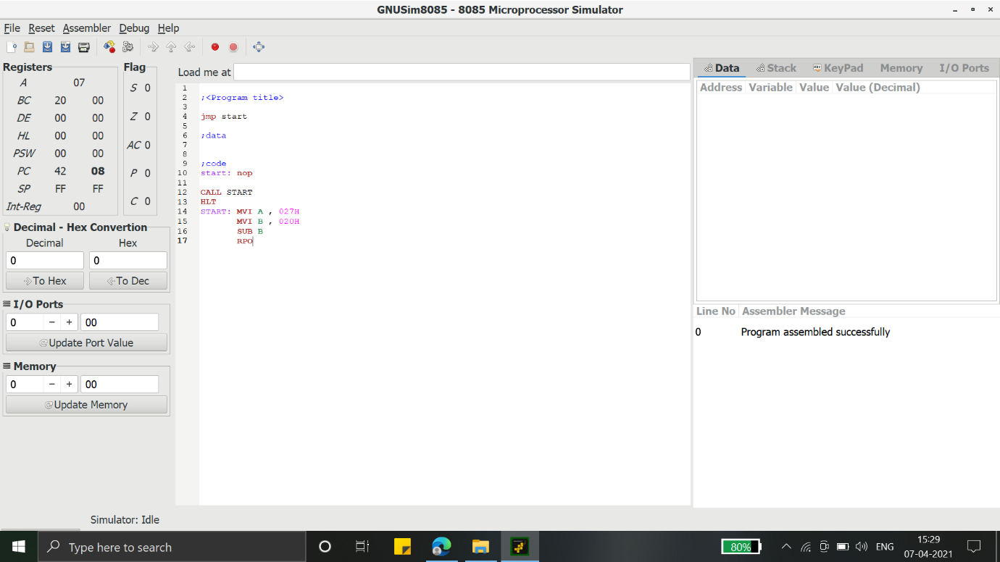 GNUSim8085 - 8085 Microprocessor Simulator
File Reset Assembler Debug Help
Registers
A 07
BC 20 00
DE 00 00
HL 00 00
PSW 00 00
PC 42 08
SP FF FF
Int-Reg 00
Flag
S 0
Z 0
AC 0
P 0
C 0
Decimal - Hex Convertion
Decimal Hex
0 0
To Hex To Dec
I/O Ports
0 - + 00
Update Port Value
Memory
0 - + 00
Update Memory
Load me at
1
2 ;<Program title>
3
4 jmp start
5
6 ;data
7
8
9 ;code
10 start: nop
11
12 CALL START
13 HLT
14 START: MVI A , 027H
15 MVI B , 020H
16 SUB B
17 RPO
Data Stack KeyPad Memory I/O Ports
Address Variable Value Value (Decimal)
Line No Assembler Message
0 Program assembled successfully
Simulator: Idle
Type here to search
80%
ENG
15:29
07-04-2021